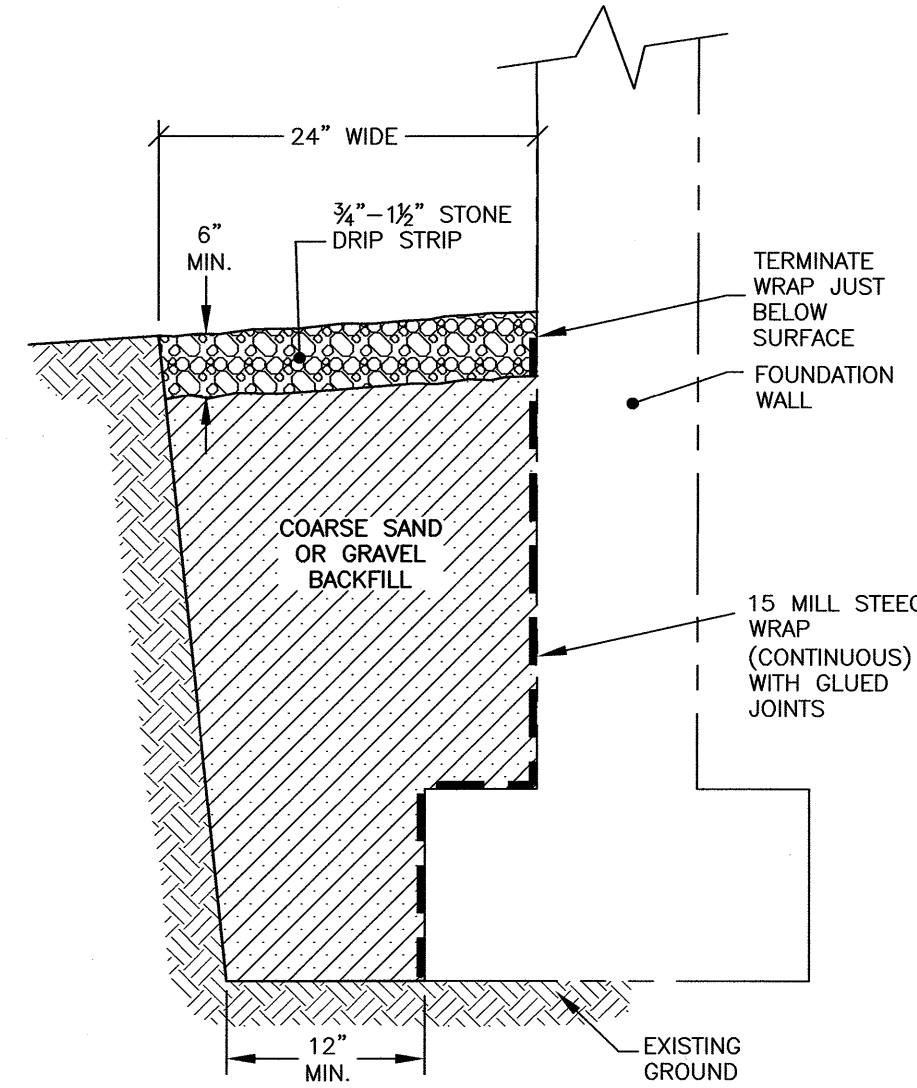 24" WIDE
¾"-1½" STONE
DRIP STRIP
6"
MIN.
TERMINATE
WRAP JUST
BELOW
SURFACE
FOUNDATION
WALL
COARSE SAND
OR GRAVEL
BACKFILL
15 MILL STEEG
WRAP
(CONTINUOUS)
WITH GLUED
JOINTS
12"
MIN.
EXISTING
GROUND